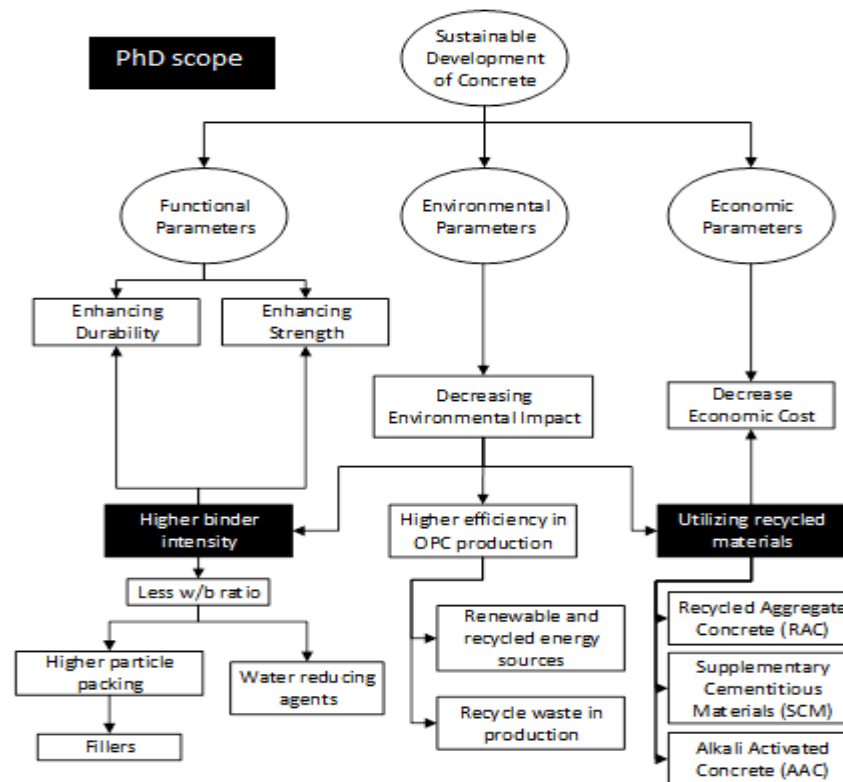 PhD scope
Sustainable
Development
of Concrete
Functional
Parameters
Environmental
Parameters
Economic
Parameters
Enhancing
Durability
Enhancing
Strength
Decreasing
Environmental Impact
Decrease
Economic Cost
Higher binder
intensity
Higher efficiency in
OPC production
Utilizing recycled
materials
Less w/b ratio
Higher particle
packing
Water reducing
agents
Fillers
Renewable and
recycled energy
sources
Recycle waste in
production
Recycled Aggregate
Concrete (RAC)
Supplementary
Cementitious
Materials (SCM)
Alkali Activated
Concrete (AAC)